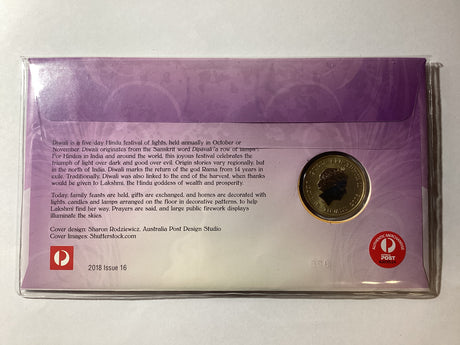 Diwali is a five-day Hindu festival of lights, held annually in October or
November. Diwali originates from the Sanskrit word Dipavali "a row of lamps".
For Hindus in India and around the world, this joyous festival celebrates the
triumph of light over dark and good over evil. Origin stories vary regionally, but
in the north of India, Diwali marks the return of the god Rama from 14 years in
exile. Traditionally, Diwali was also linked to the end of the harvest, when thanks
would be given to Lakshmi, the Hindu goddess of wealth and prosperity.
Today, family feasts are held, gifts are exchanged, and homes are decorated with
lights, candles and lamps arranged on the floor in decorative patterns, to help
Lakshmi find her way. Prayers are said, and large public firework displays
illuminate the skies.
Cover design: Sharon Rodziewicz, Australia Post Design Studio
Cover Images: Shutterstock.com
2018 Issue 16
AUTHENTIC MERCHANDISE
POST